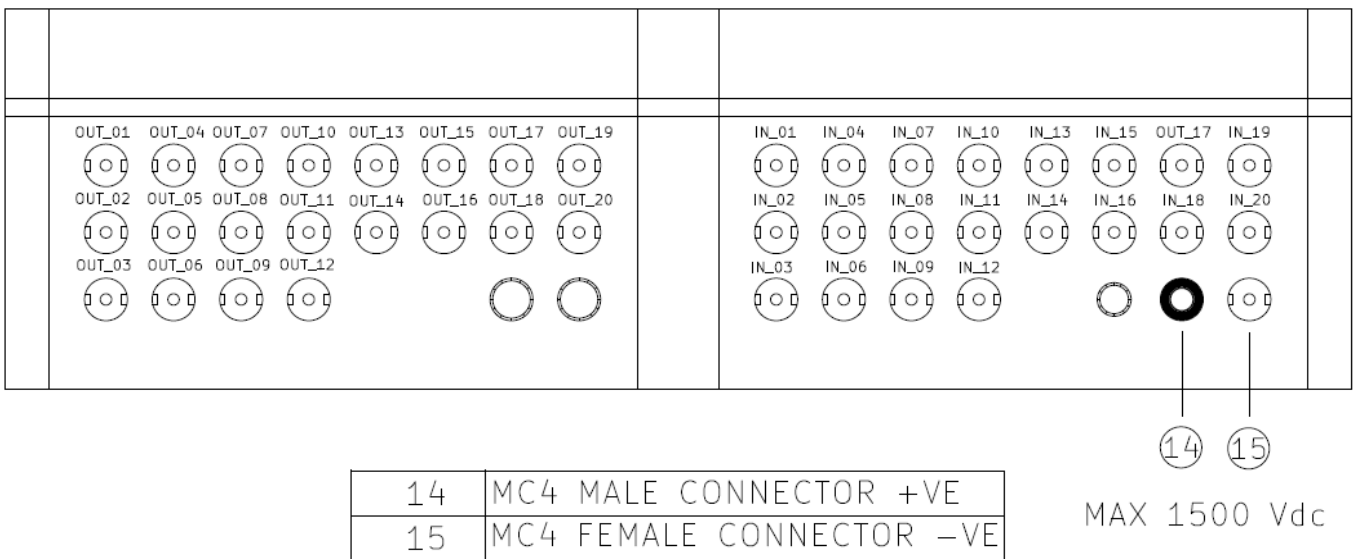 OUT_01 OUT_04 OUT_07 OUT_10 OUT_13 OUT_15 OUT_17 OUT_19
OUT_02 OUT_05 OUT_08 OUT_11 OUT_14 OUT_16 OUT_18 OUT_20
OUT_03 OUT_06 OUT_09 OUT_12
IN_01 IN_04 IN_07 IN_10 IN_13 IN_15 OUT_17 IN_19
IN_02 IN_05 IN_08 IN_11 IN_14 IN_16 IN_18 IN_20
IN_03 IN_06 IN_09 IN_12
14 15
MAX 1500 Vdc
14 MC4 MALE CONNECTOR +VE
15 MC4 FEMALE CONNECTOR -VE